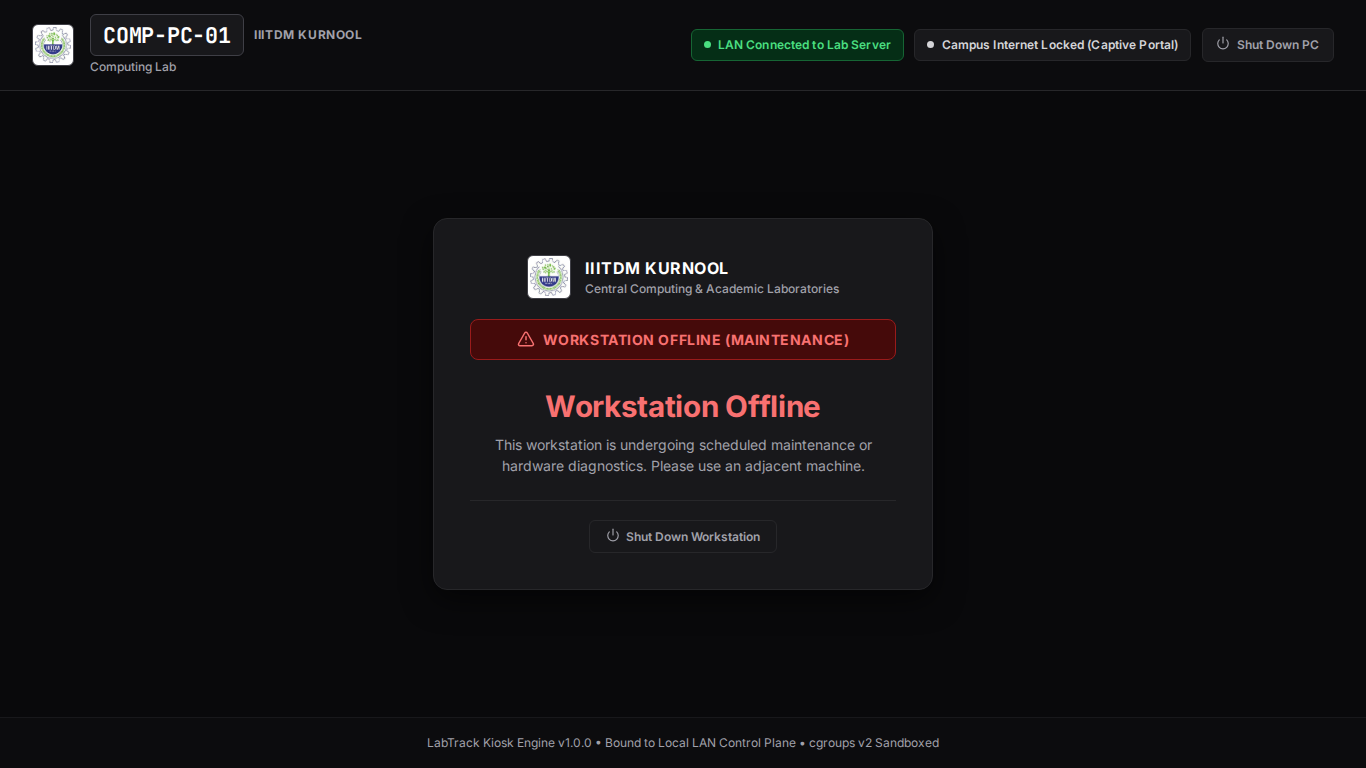 COMP-PC-01 IIITDM KURNOOL
Computing Lab
LAN Connected to Lab Server
Campus Internet Locked (Captive Portal)
Shut Down PC
IIITDM KURNOOL
Central Computing & Academic Laboratories
WORKSTATION OFFLINE (MAINTENANCE)
Workstation Offline
This workstation is undergoing scheduled maintenance or
hardware diagnostics. Please use an adjacent machine.
Shut Down Workstation
LabTrack Kiosk Engine v1.0.0 • Bound to Local LAN Control Plane • cgroups v2 Sandboxed